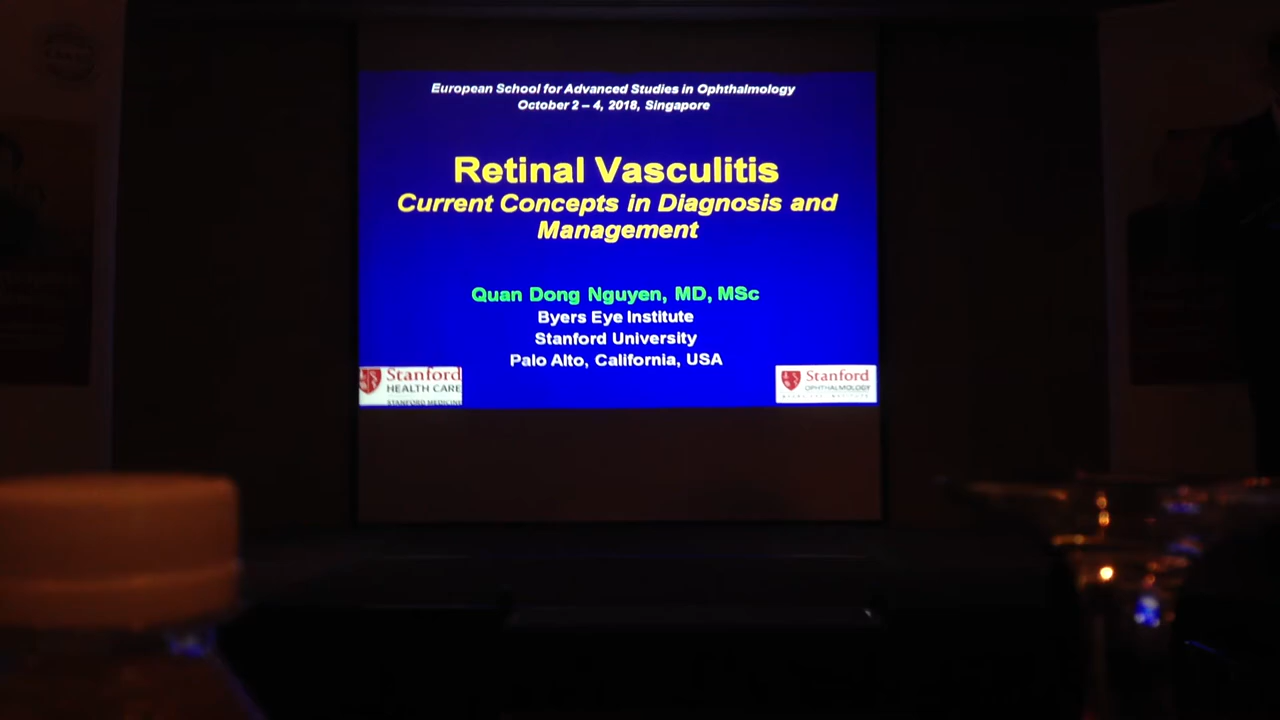 European School for Advanced Studies in Ophthalmology
October 2 – 4, 2018, Singapore
Retinal Vasculitis
Current Concepts in Diagnosis and
Management
Quan Dong Nguyen, MD, MSc
Byers Eye Institute
Stanford University
Palo Alto, California, USA
Stanford
HEALTH CARE
STANFORD MEDICINE
Stanford
OPHTHALMOLOGY